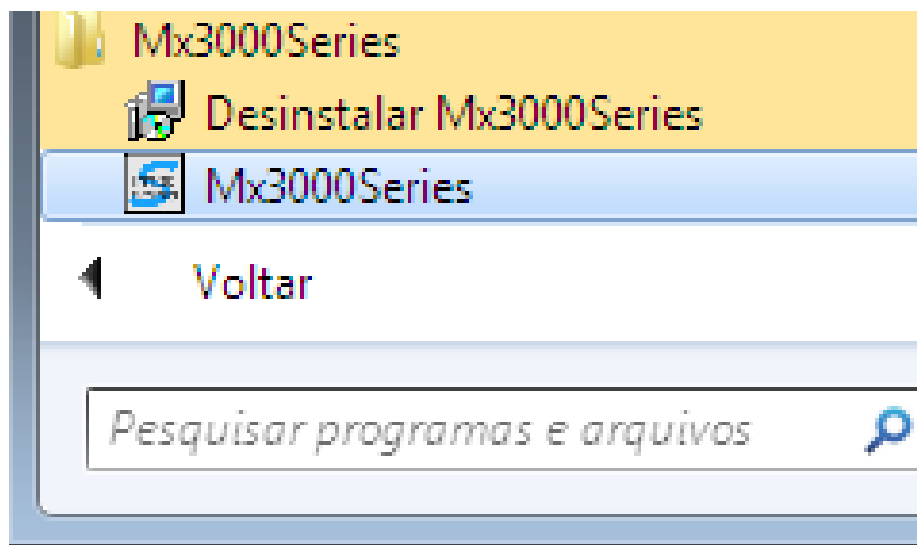 Mx3000Series
Desinstalar Mx3000Series
Mx3000Series
Voltar
Pesquisar programas e arquivos